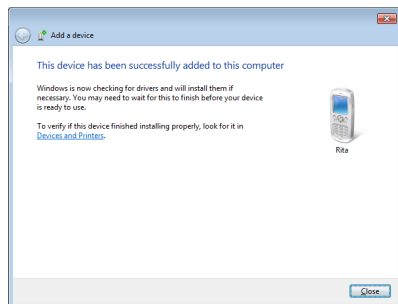 Add a device
This device has been successfully added to this computer
Windows is now checking for drivers and will install them if
necessary. You may need to wait for this to finish before your device
is ready to use.
To verify if this device finished installing properly, look for it in
Devices and Printers.
Rita
Close